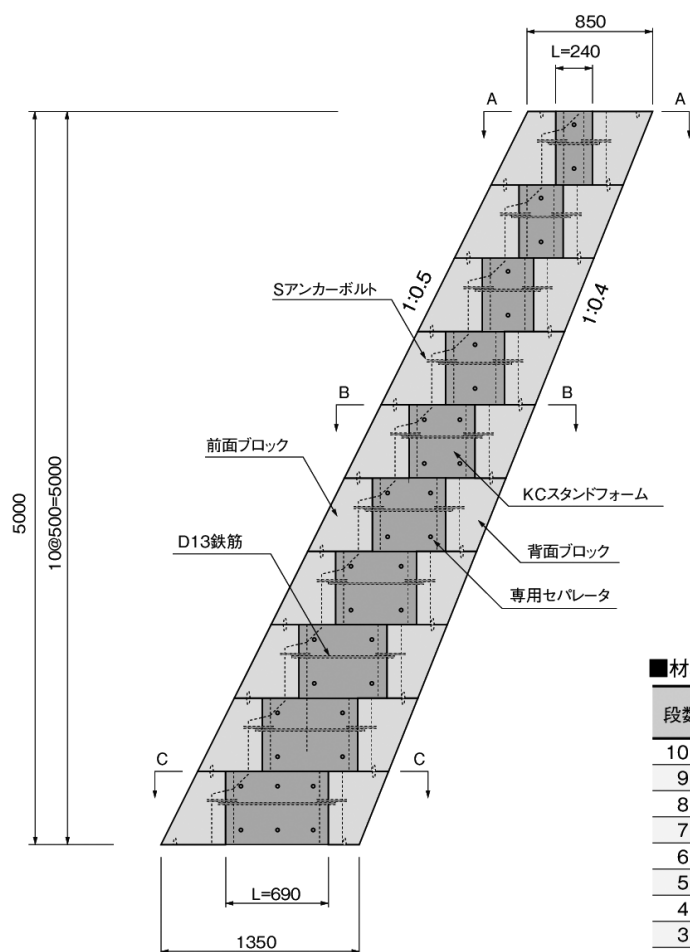 850
L=240
A
A
1:0.5
1:0.4
Sアンカーボルト
B
B
前面ブロック
KCスタンドフォーム
5000
10@500=5000
D13鉄筋
背面ブロック
専用セパレータ
■材
段数
10
9
8
7
6
5
4
3
C
C
L=690
1350